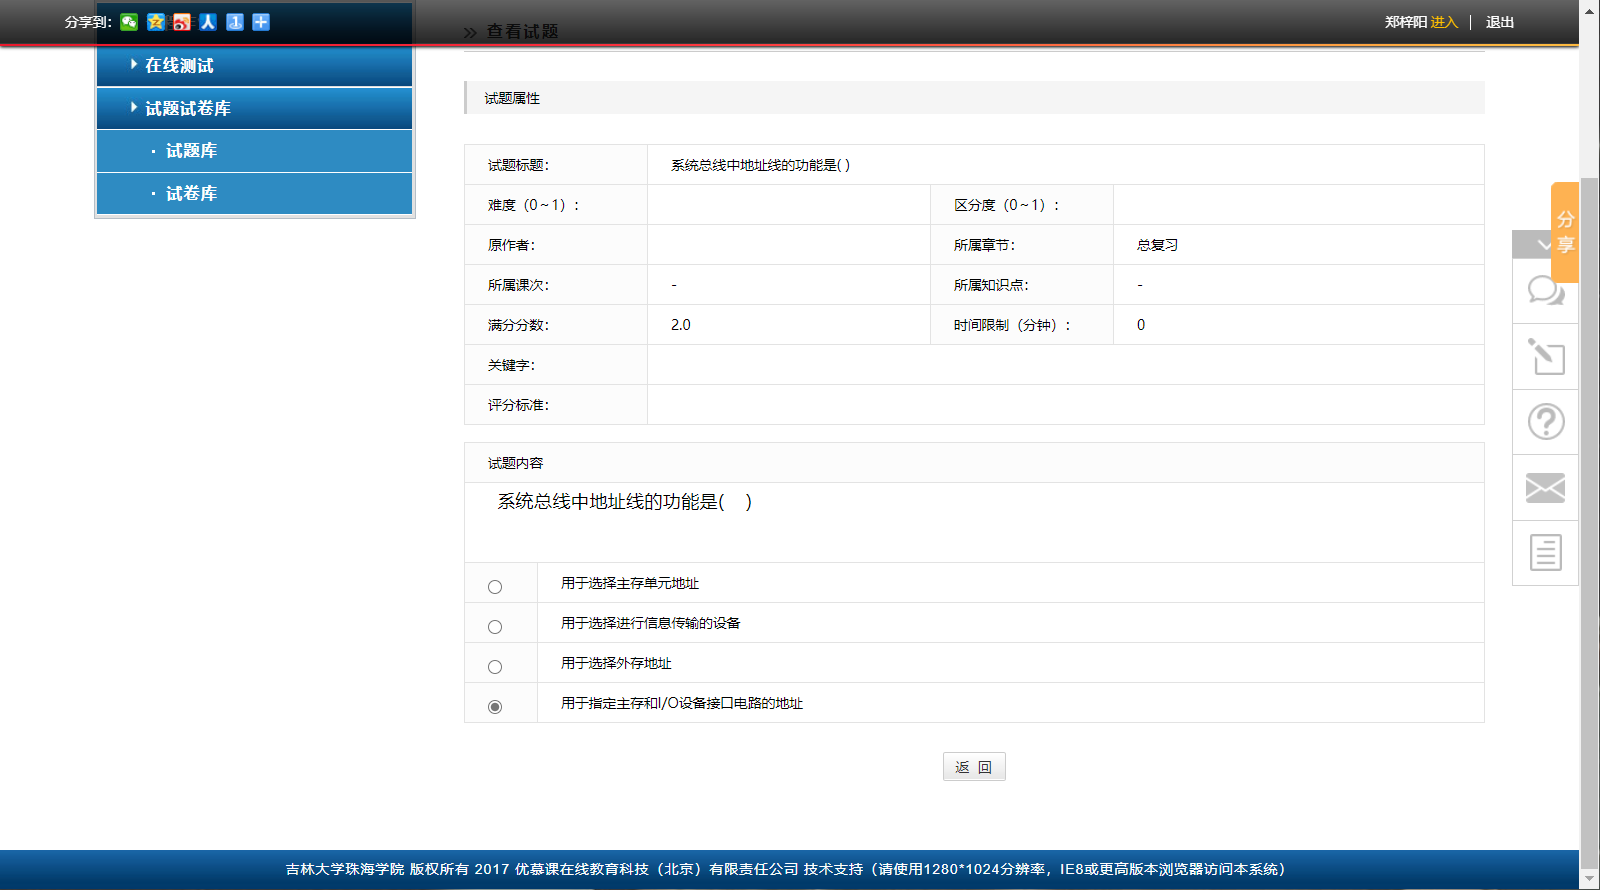 分享到:
郑梓阳 进入 | 退出
查看试题
在线测试
试题试卷库
· 试题库
· 试卷库
试题属性
试题标题: 系统总线中地址线的功能是( )
难度（0～1）: 区分度（0～1）:
原作者: 所属章节: 总复习
所属课次: - 所属知识点: -
满分分数: 2.0 时间限制（分钟）: 0
关键字:
评分标准:
试题内容
系统总线中地址线的功能是( )
用于选择主存单元地址
用于选择进行信息传输的设备
用于选择外存地址
用于指定主存和I/O设备接口电路的地址
返 回
分享
吉林大学珠海学院 版权所有 2017 优慕课在线教育科技（北京）有限责任公司 技术支持（请使用1280*1024分辨率，IE8或更高版本浏览器访问本系统）